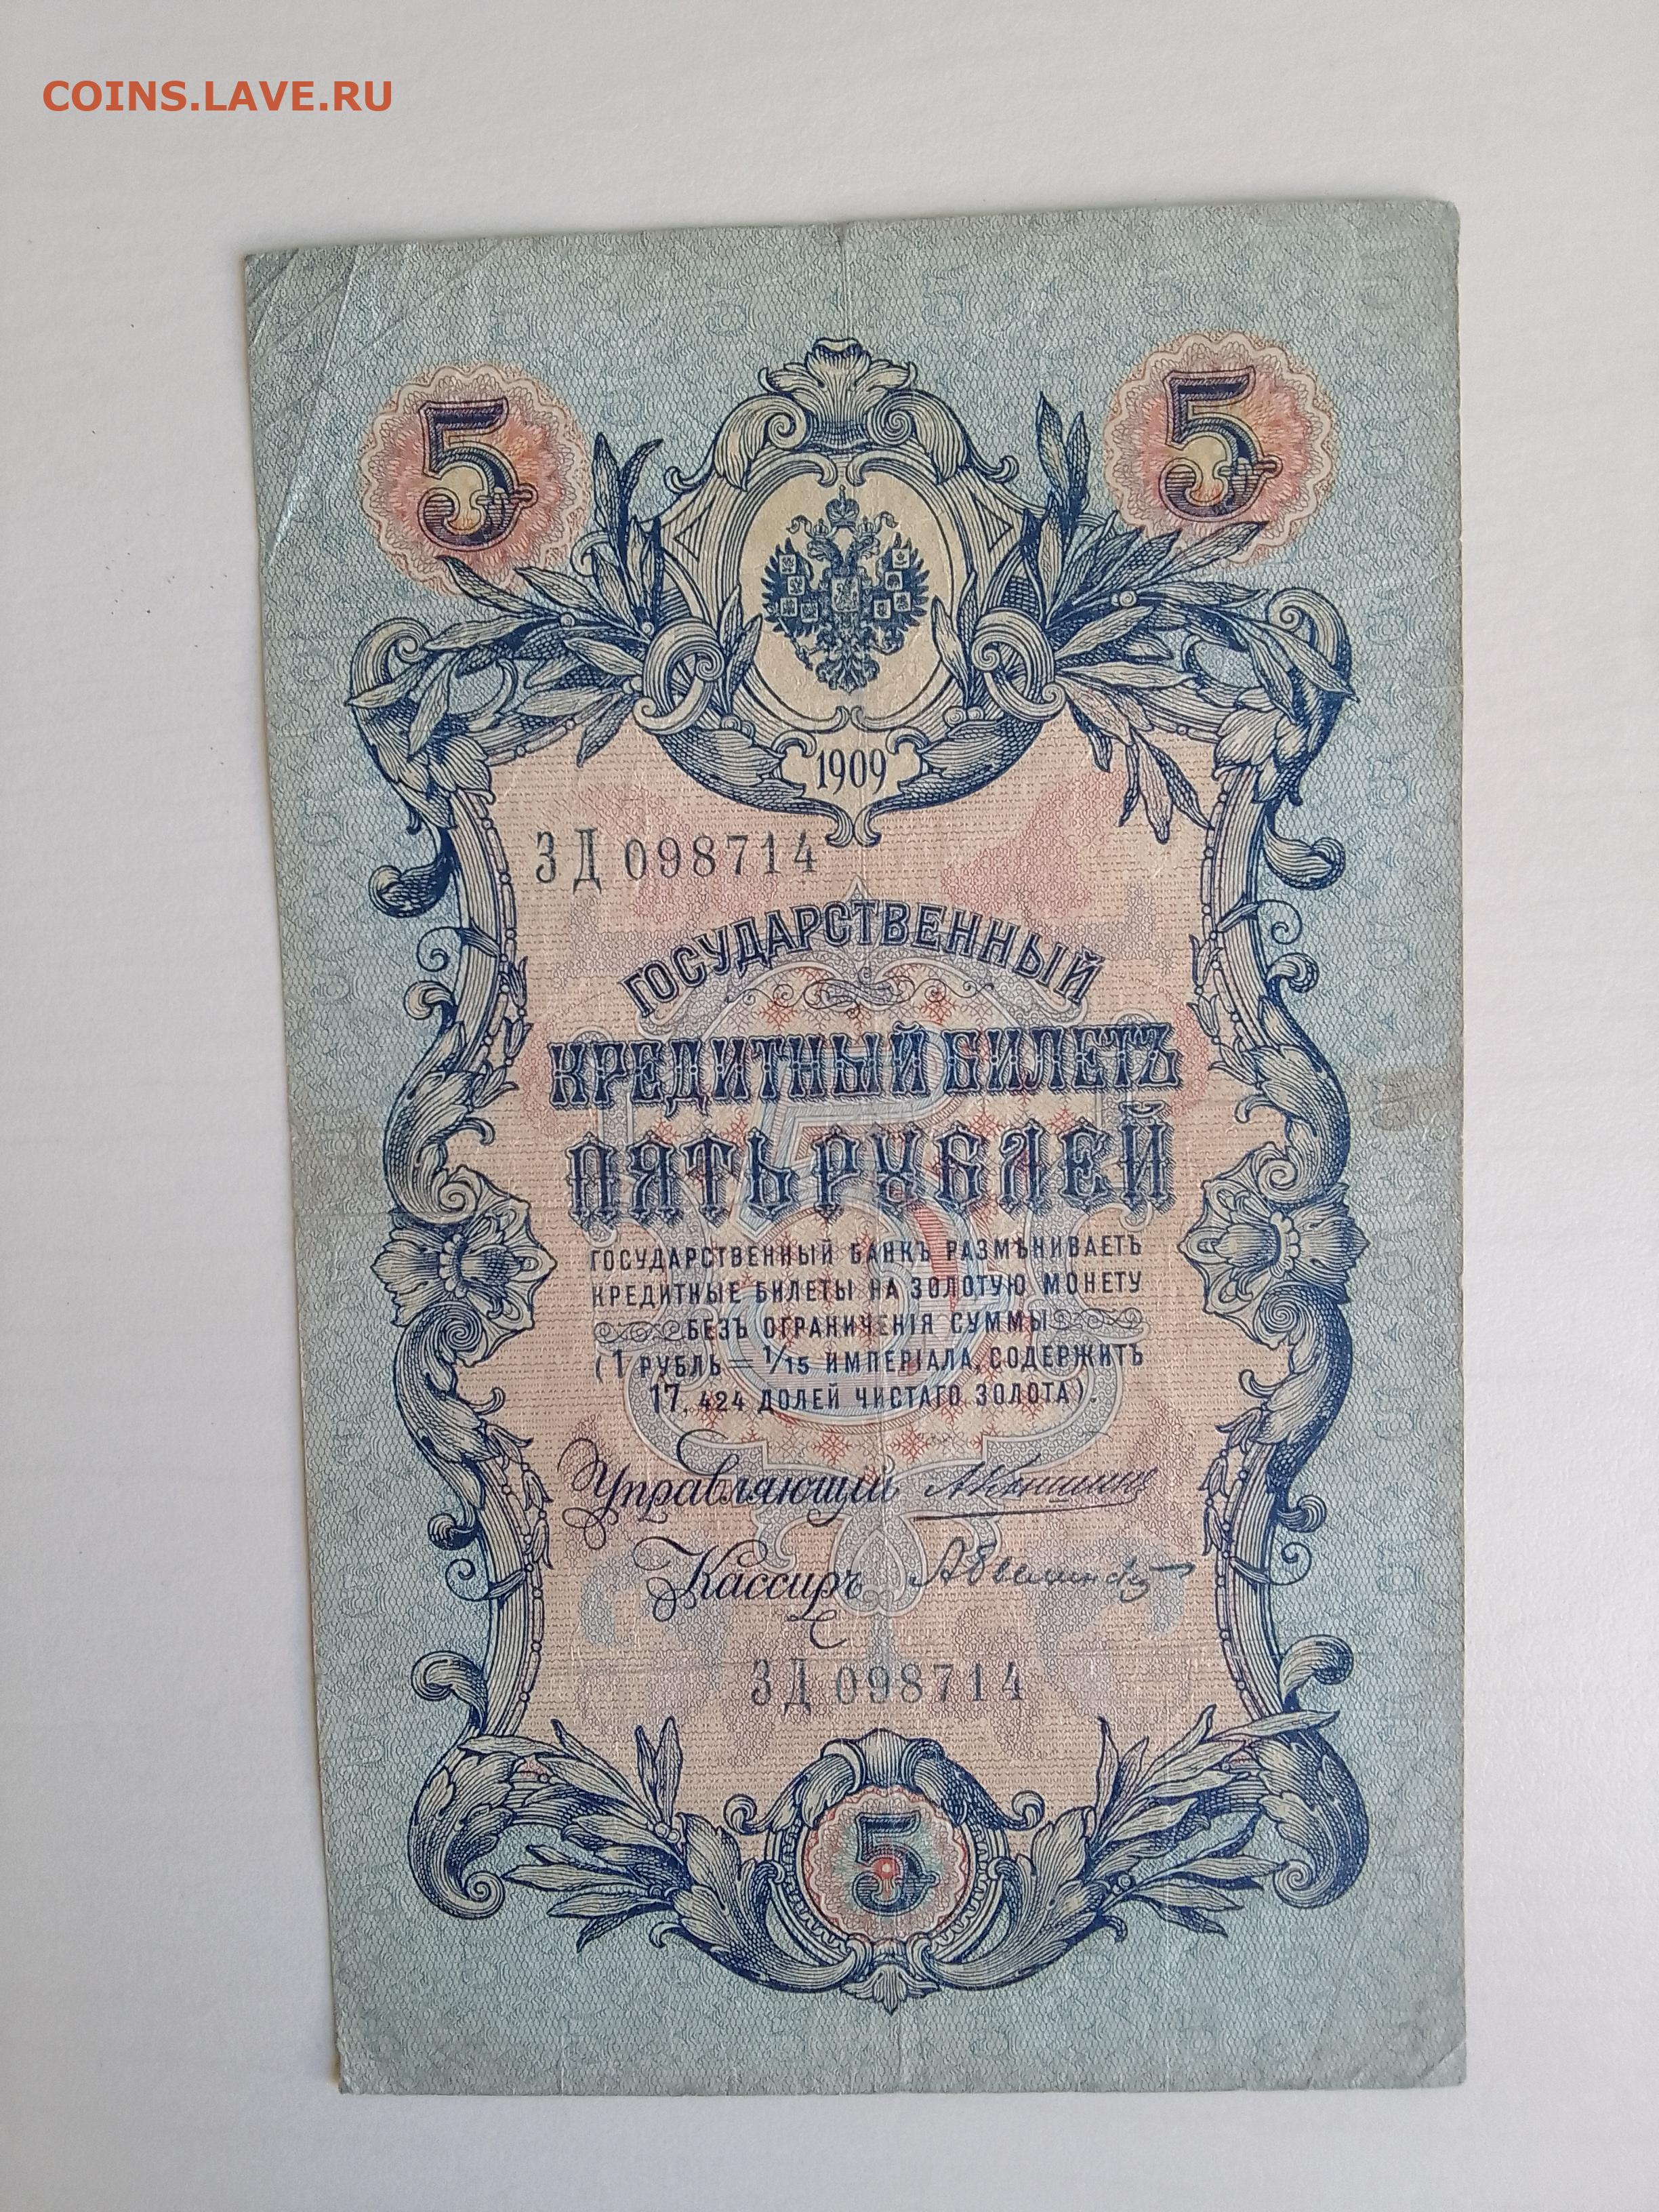 COINS.LAVE.RU
5 5
1909
ЗД 098714
ГОСУДАРСТВЕННЫЙ
КРЕДИТНЫЙ БИЛЕТЪ
ПЯТЬ РУБЛЕЙ
ГОСУДАРСТВЕННЫЙ БАНКЪ РАЗМѢНИВАЕТЪ
КРЕДИТНЫЕ БИЛЕТЫ НА ЗОЛОТУЮ МОНЕТУ
БЕЗЪ ОГРАНИЧЕНІЯ СУММЫ
(1 РУБЛЬ = 1/15 ИМПЕРІАЛА, СОДЕРЖИТЪ
17, 424 ДОЛЕЙ ЧИСТАГО ЗОЛОТА).
Управляющій
Кассиръ
ЗД 098714
5